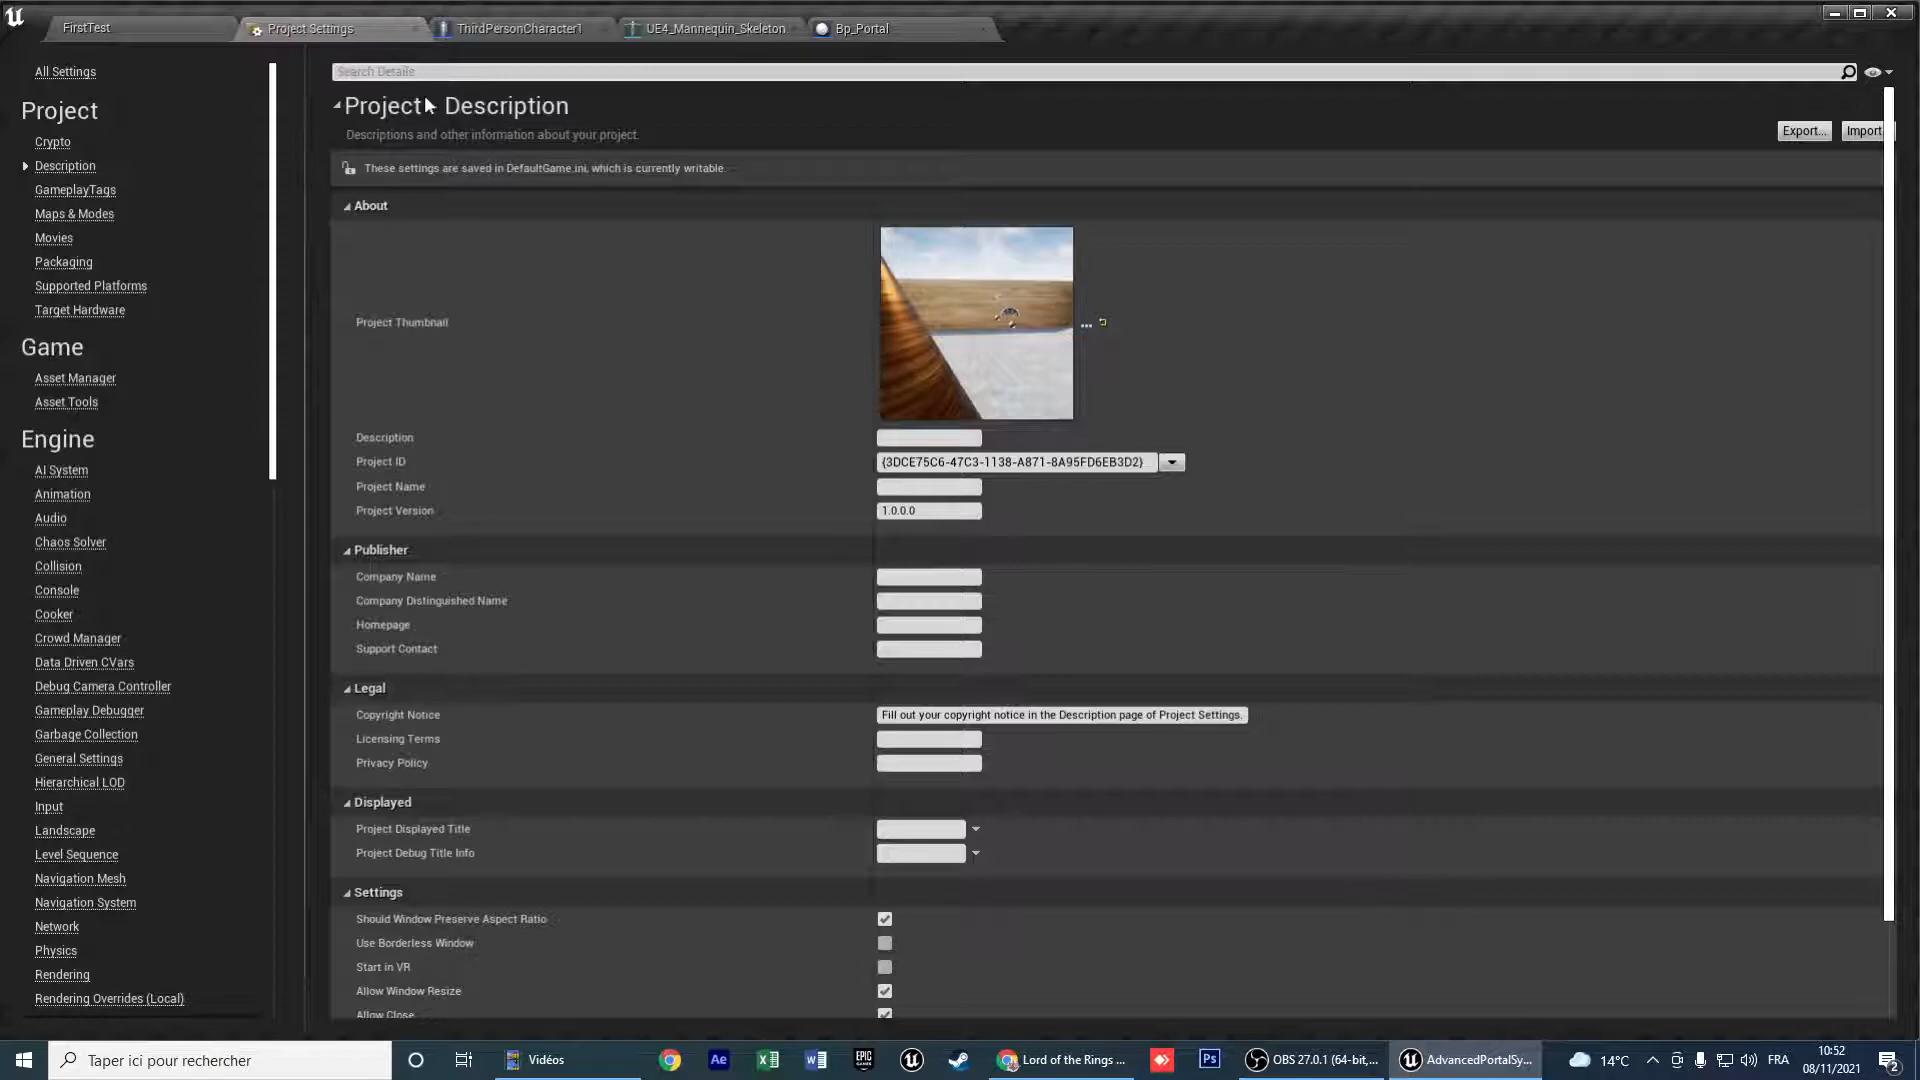 FirstTest
Project Settings
ThirdPersonCharacter1
UE4_Mannequin_Skeleton
Bp_Portal
All Settings
Project
Crypto
Description
GameplayTags
Maps & Modes
Movies
Packaging
Supported Platforms
Target Hardware
Game
Asset Manager
Asset Tools
Engine
AI System
Animation
Audio
Chaos Solver
Collision
Console
Cooker
Crowd Manager
Data Driven CVars
Debug Camera Controller
Gameplay Debugger
Garbage Collection
General Settings
Hierarchical LOD
Input
Landscape
Level Sequence
Navigation Mesh
Navigation System
Network
Physics
Rendering
Rendering Overrides (Local)
Search Details
Project Description
Descriptions and other information about your project.
Export...
Import
These settings are saved in DefaultGame.ini, which is currently writable.
About
Project Thumbnail
Description
Project ID {3DCE75C6-47C3-1138-A871-8A95FD6EB3D2}
Project Name
Project Version 1.0.0.0
Publisher
Company Name
Company Distinguished Name
Homepage
Support Contact
Legal
Copyright Notice Fill out your copyright notice in the Description page of Project Settings.
Licensing Terms
Privacy Policy
Displayed
Project Displayed Title
Project Debug Title Info
Settings
Should Window Preserve Aspect Ratio
Use Borderless Window
Start in VR
Allow Window Resize
Allow Close
Taper ici pour rechercher
Vidéos
Ae
EPIC GAMES
Lord of the Rings ...
Ps
OBS 27.0.1 (64-bit,...
AdvancedPortalSy...
14°C
FRA
10:52
08/11/2021
2